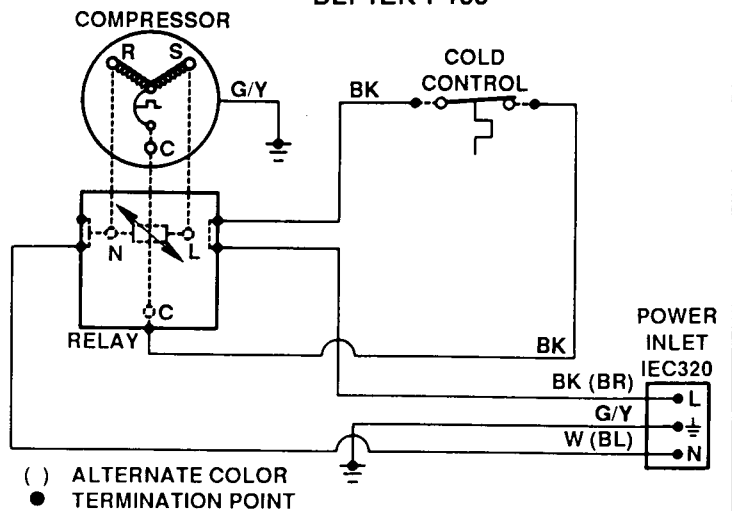 COMPRESSOR
R S
C
G/Y
BK
COLD
CONTROL
N L
C
RELAY
BK
POWER
INLET
IEC320
BK (BR) L
G/Y
W (BL) N
( ) ALTERNATE COLOR
● TERMINATION POINT